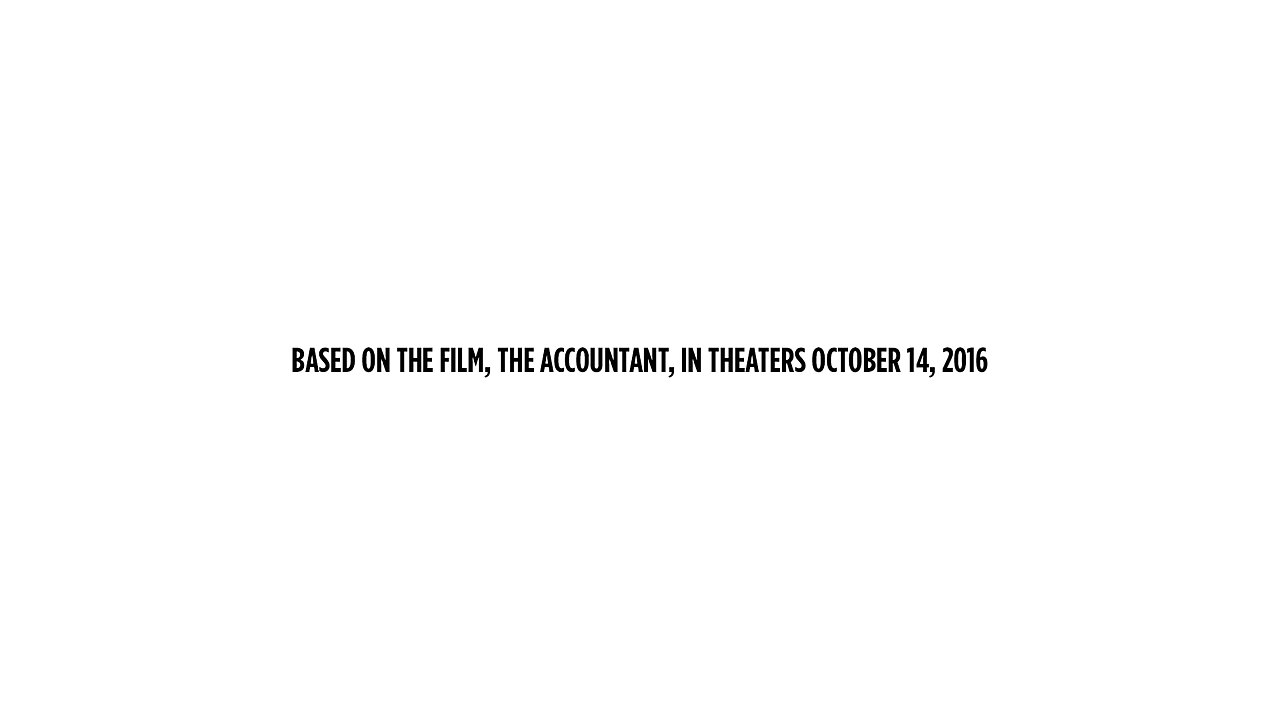 BASED ON THE FILM, THE ACCOUNTANT, IN THEATERS OCTOBER 14, 2016